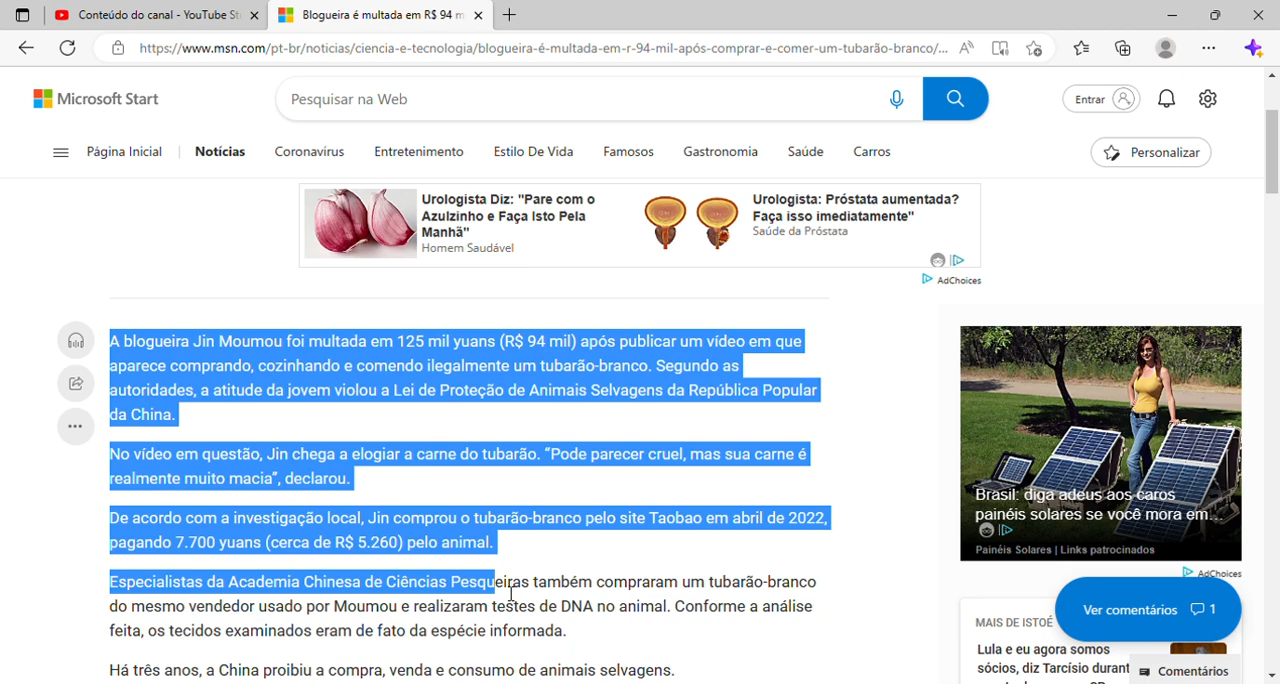 Conteúdo do canal - YouTube St
Blogueira é multada em R$ 94 m
https://www.msn.com/pt-br/noticias/ciencia-e-tecnologia/blogueira-é-multada-em-r-94-mil-após-comprar-e-comer-um-tubarão-branco/...
Microsoft Start
Pesquisar na Web
Entrar
Página Inicial
Notícias
Coronavírus
Entretenimento
Estilo De Vida
Famosos
Gastronomia
Saúde
Carros
Personalizar
Urologista Diz: "Pare com o
Azulzinho e Faça Isto Pela
Manhã"
Homem Saudável
Urologista: Próstata aumentada?
Faça isso imediatamente"
Saúde da Próstata
AdChoices
A blogueira Jin Moumou foi multada em 125 mil yuans (R$ 94 mil) após publicar um vídeo em que
aparece comprando, cozinhando e comendo ilegalmente um tubarão-branco. Segundo as
autoridades, a atitude da jovem violou a Lei de Proteção de Animais Selvagens da República Popular
da China.
No vídeo em questão, Jin chega a elogiar a carne do tubarão. “Pode parecer cruel, mas sua carne é
realmente muito macia”, declarou.
De acordo com a investigação local, Jin comprou o tubarão-branco pelo site Taobao em abril de 2022,
pagando 7.700 yuans (cerca de R$ 5.260) pelo animal.
Especialistas da Academia Chinesa de Ciências Pesqueiras também compraram um tubarão-branco
do mesmo vendedor usado por Moumou e realizaram testes de DNA no animal. Conforme a análise
feita, os tecidos examinados eram de fato da espécie informada.
Há três anos, a China proibiu a compra, venda e consumo de animais selvagens.
Brasil: diga adeus aos caros
painéis solares se você mora em...
Painéis Solares | Links patrocinados
AdChoices
Ver comentários 1
MAIS DE ISTOÉ
Lula e eu agora somos
sócios, diz Tarcísio durant
Comentários